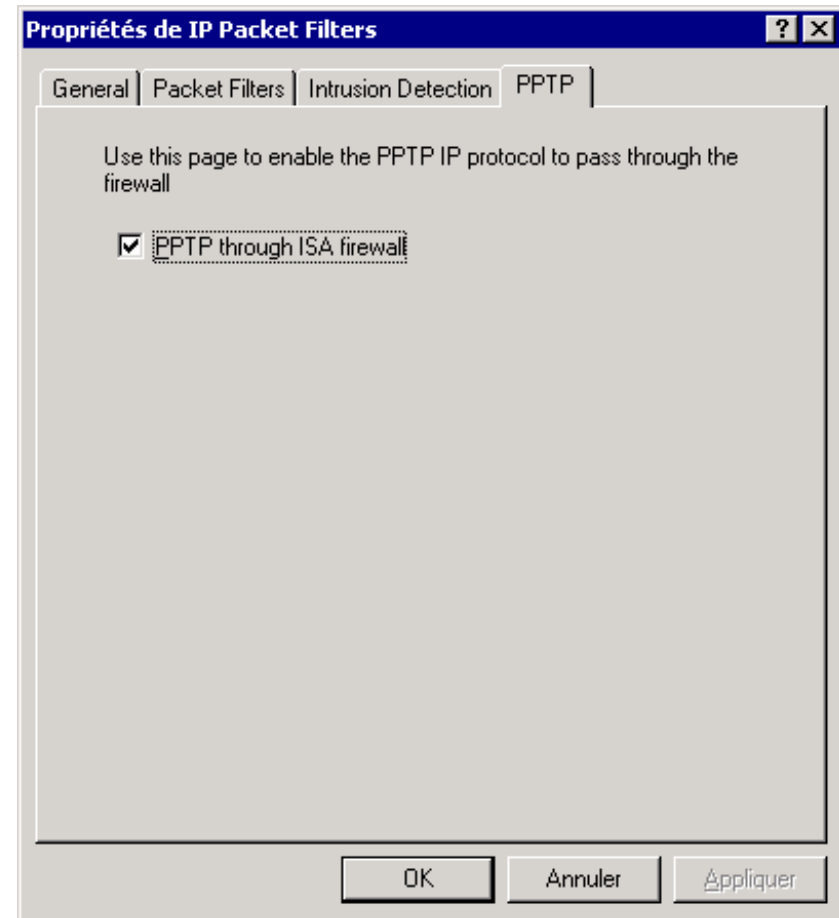 Propriétés de IP Packet Filters
General Packet Filters Intrusion Detection PPTP
Use this page to enable the PPTP IP protocol to pass through the
firewall
PPTP through ISA firewall
OK Annuler Appliquer